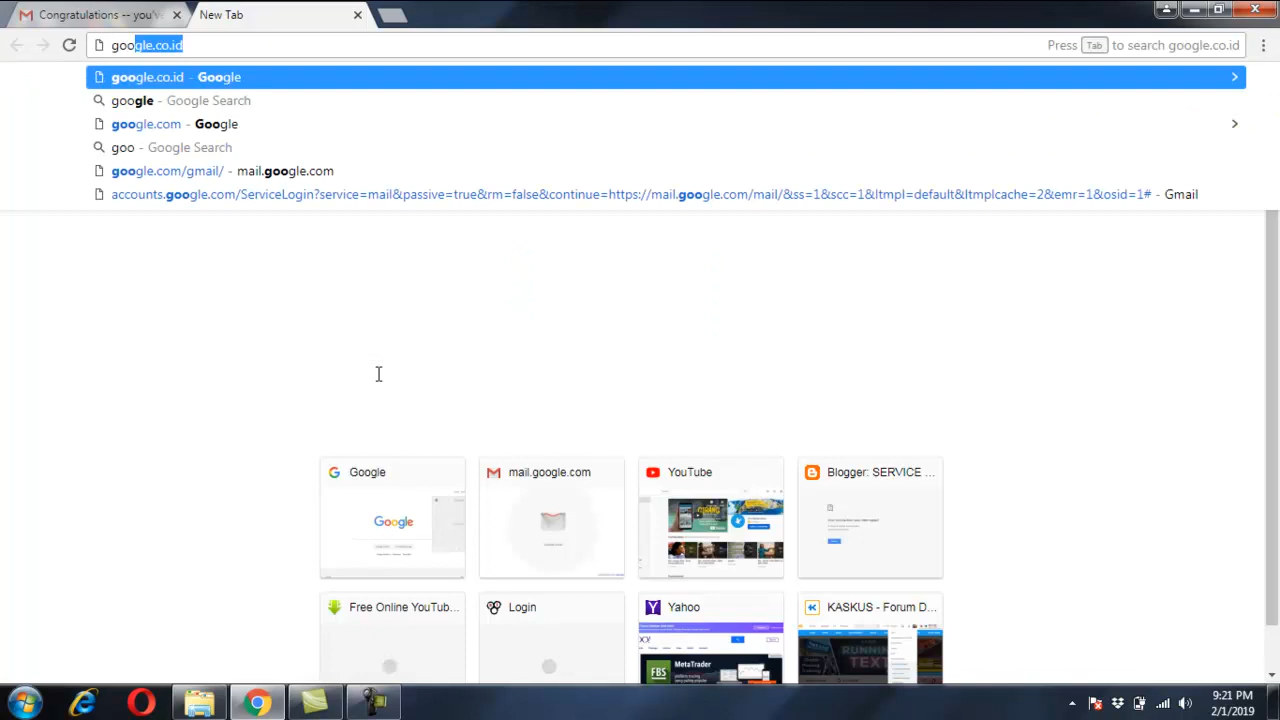 Congratulations -- you'v
New Tab
google.co.id
Press Tab to search google.co.id
google.co.id - Google
google - Google Search
google.com - Google
goo - Google Search
google.com/gmail/ - mail.google.com
accounts.google.com/ServiceLogin?service=mail&passive=true&rm=false&continue=https://mail.google.com/mail/&ss=1&scc=1&ltmpl=default&ltmplcache=2&emr=1&osid=1# - Gmail
Google
mail.google.com
YouTube
Blogger: SERVICE ...
Google
Free Online YouTub...
Login
Yahoo
KASKUS - Forum D...
RUNNING
TEXT
FBS
MetaTrader
9:21 PM
2/1/2019